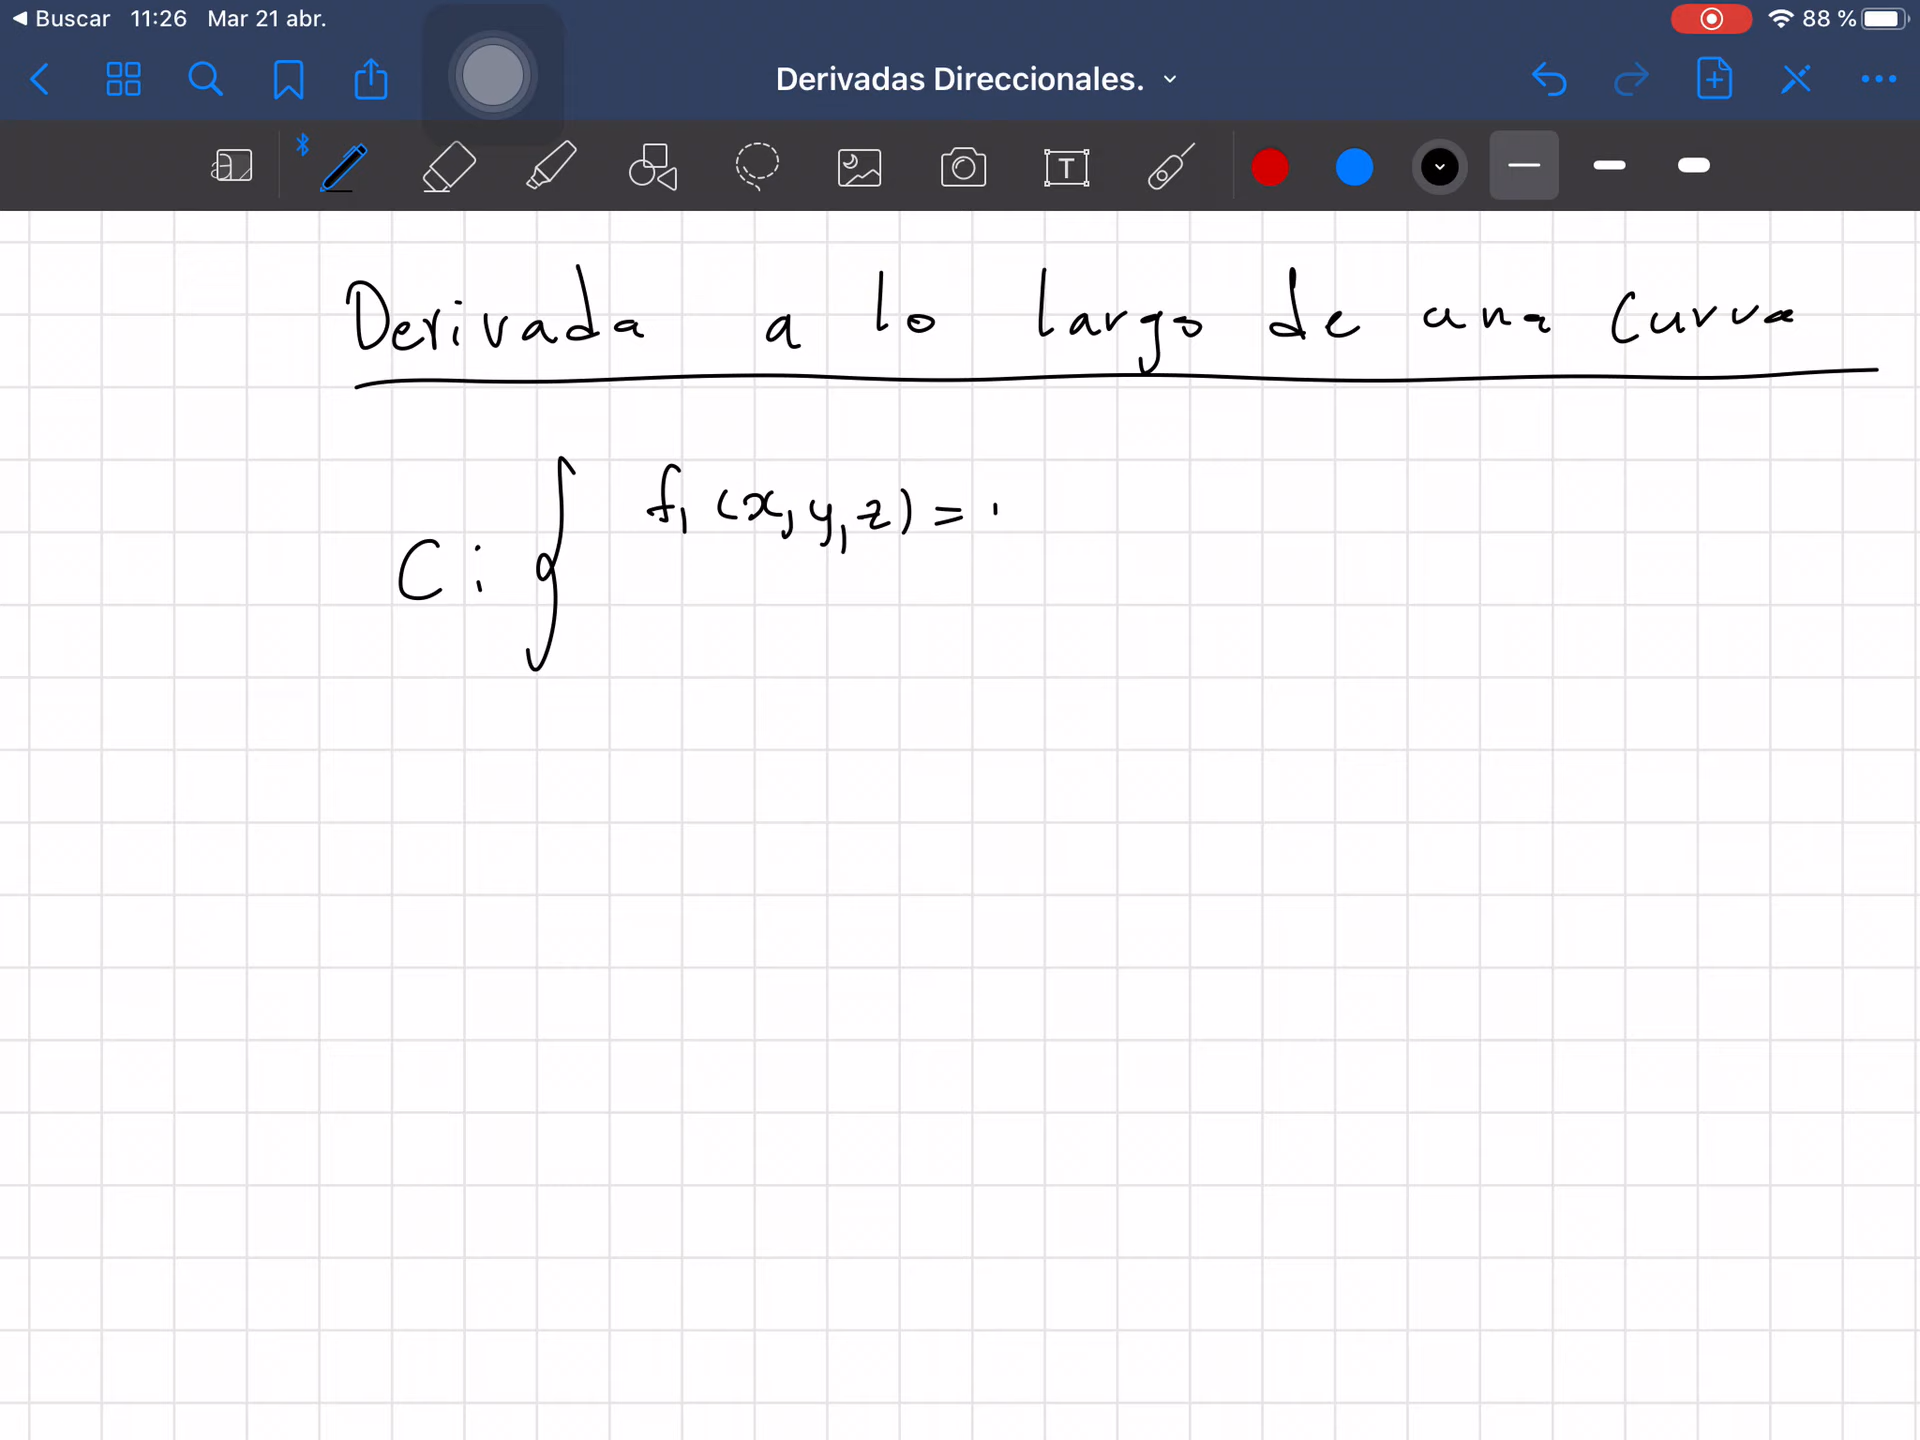 Buscar 11:26 Mar 21 abr. 88 %
Derivadas Direccionales.
T
Derivada a lo largo de una Curva
f₁ (x, y, z) =
C : {